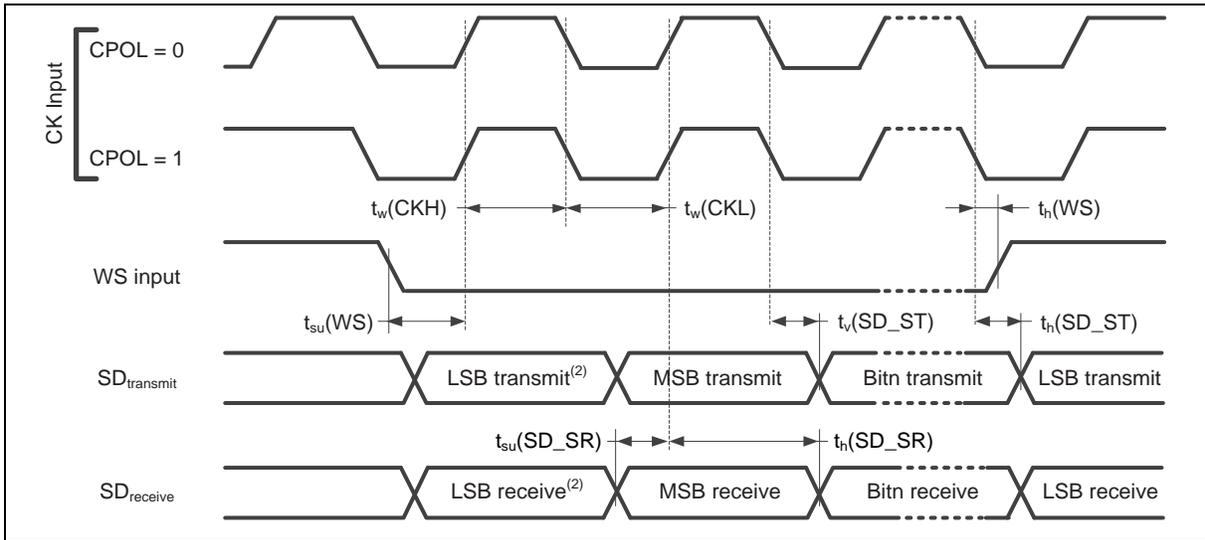 CK Input
CPOL = 0
CPOL = 1
tw(CKH)
tw(CKL)
th(WS)
WS input
tsu(WS)
tv(SD_ST)
th(SD_ST)
SDtransmit
LSB transmit(2)
MSB transmit
Bitn transmit
LSB transmit
tsu(SD_SR)
th(SD_SR)
SDreceive
LSB receive(2)
MSB receive
Bitn receive
LSB receive